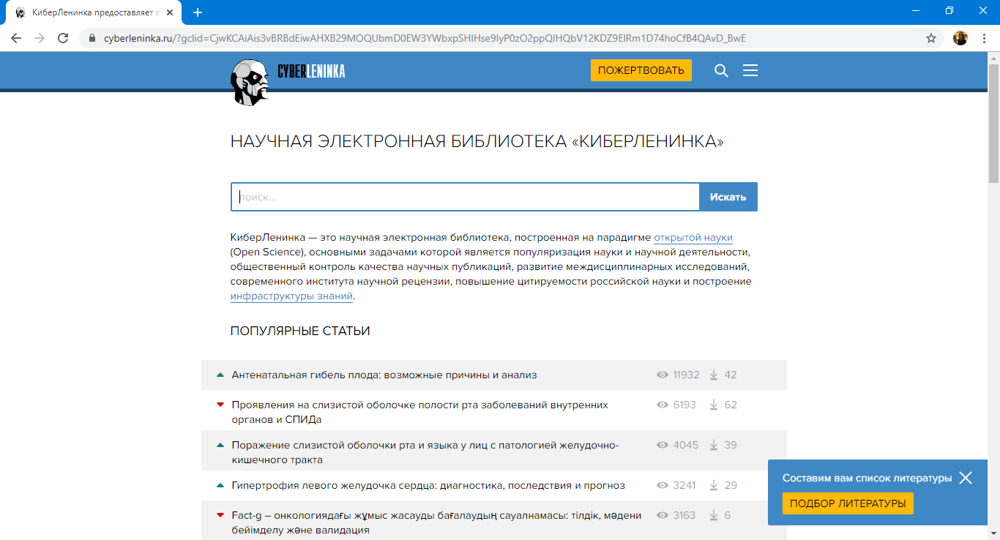 КиберЛенинка предоставляет в
cyberleninka.ru/?gclid=CjwKCAiAis3vBRBdEiwAHXB29MOQUbmD0EW3YWbxpSHIHse9IyP0zO2ppQIHQbV12KDZ9ElRm1D74hoCfB4QAvD_BwE
CYBERLENINKA
ПОЖЕРТВОВАТЬ
НАУЧНАЯ ЭЛЕКТРОННАЯ БИБЛИОТЕКА «КИБЕРЛЕНИНКА»
поиск...
Искать
КиберЛенинка — это научная электронная библиотека, построенная на парадигме открытой науки
(Open Science), основными задачами которой является популяризация науки и научной деятельности,
общественный контроль качества научных публикаций, развитие междисциплинарных исследований,
современного института научной рецензии, повышение цитируемости российской науки и построение
инфраструктуры знаний.
ПОПУЛЯРНЫЕ СТАТЬИ
Антенатальная гибель плода: возможные причины и анализ 11932 42
Проявления на слизистой оболочке полости рта заболеваний внутренних 6193 62
органов и СПИДа
Поражение слизистой оболочки рта и языка у лиц с патологией желудочно- 4045 39
кишечного тракта
Гипертрофия левого желудочка сердца: диагностика, последствия и прогноз 3241 29
Fact-g – онкологиядағы жұмыс жасауды бағалаудың сауалнамасы: тілдік, мәдени 3163 6
бейімделу және валидация
Составим вам список литературы
ПОДБОР ЛИТЕРАТУРЫ